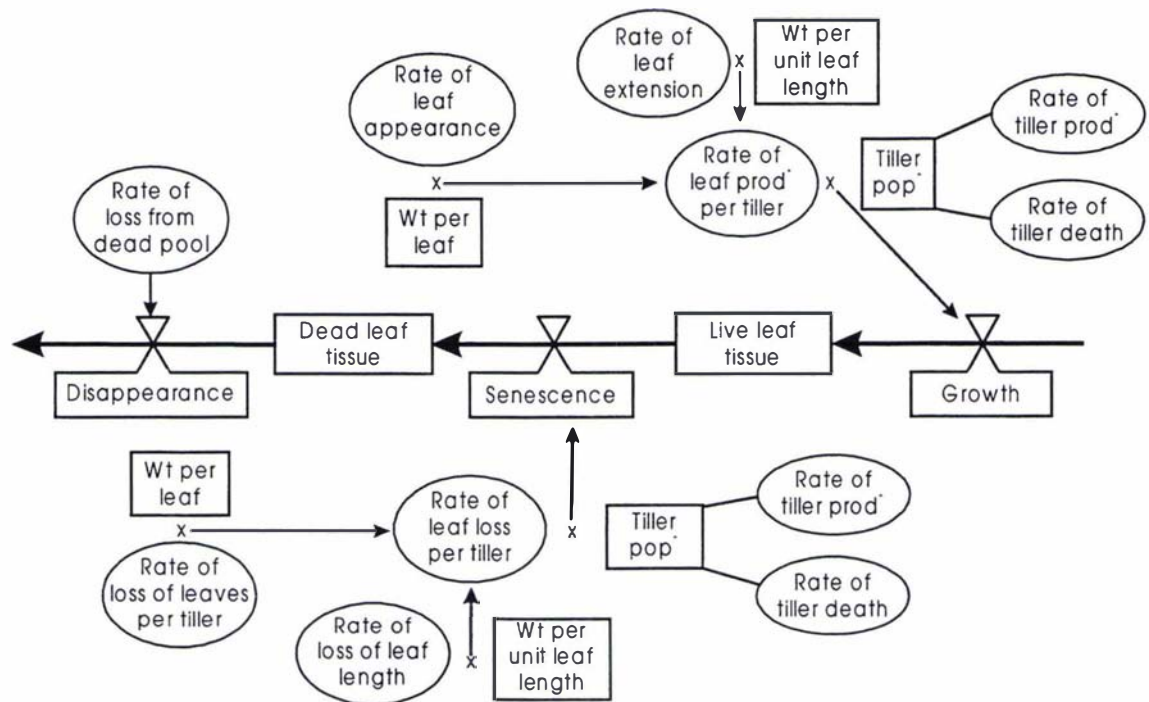 Rate of
leaf
extension
x
Wt per
unit leaf
length
Rate of
leaf
appearance
Rate of
tiller prod˙
Tiller
pop˙
Rate of
leaf prod˙
per tiller
x
x
Rate of
tiller death
Rate of
loss from
dead pool
Wt per
leaf
Dead leaf
tissue
Live leaf
tissue
Disappearance
Senescence
Growth
Wt per
leaf
x
Rate of
loss of leaves
per tiller
Rate of
leaf loss
per tiller
x
Tiller
pop˙
Rate of
tiller prod˙
Rate of
tiller death
Rate of
loss of leaf
length
x
Wt per
unit leaf
length